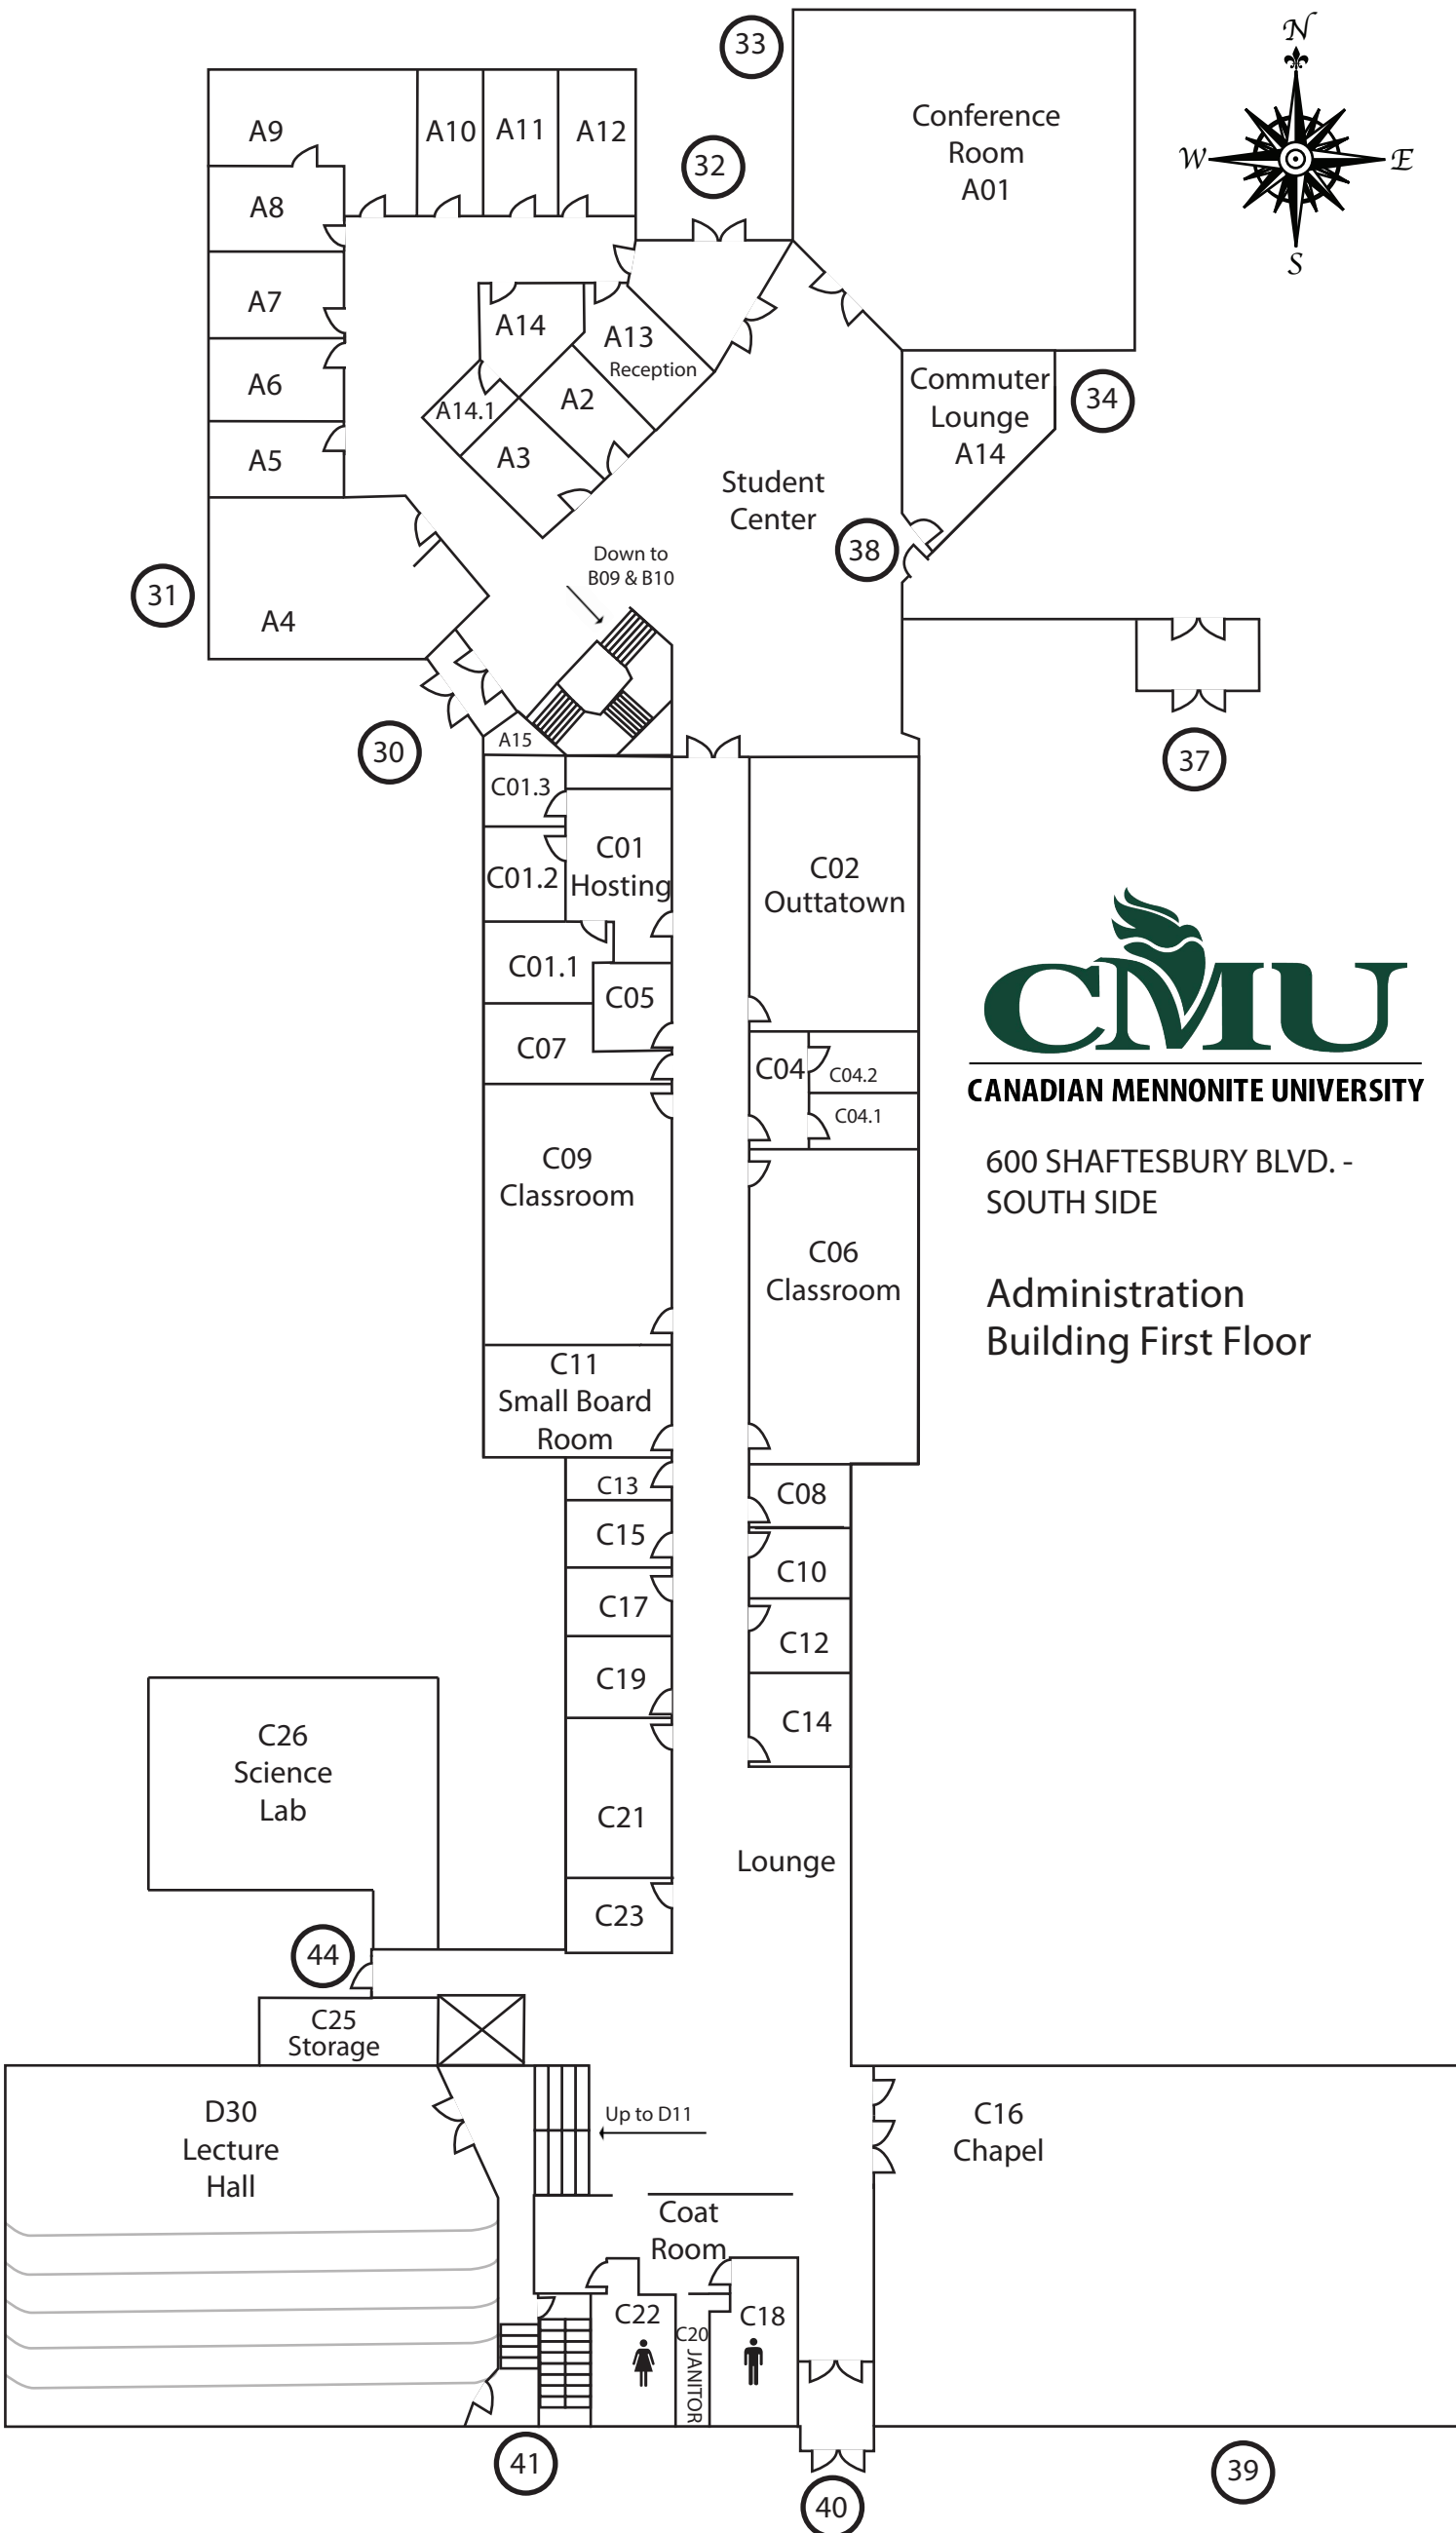 33
N
W
E
S
Conference
Room
A01
A9
A10
A11
A12
32
A8
A7
A14
A13
Reception
A6
A14.1
A2
A5
A3
Commuter
Lounge
A14
34
Student
Center
38
Down to
B09 & B10
31
A4
30
A15
37
C01.3
C01
Hosting
C01.2
C02
Outtatown
C01.1
C05
C07
C04
C04.2
C04.1
CMU
CANADIAN MENNONITE UNIVERSITY
600 SHAFTESBURY BLVD. -
SOUTH SIDE
Administration
Building First Floor
C09
Classroom
C06
Classroom
C11
Small Board
Room
C13
C08
C15
C10
C17
C12
C19
C14
C26
Science
Lab
C21
Lounge
C23
44
C25
Storage
D30
Lecture
Hall
Up to D11
C16
Chapel
Coat
Room
C22
C20
JANITOR
C18
41
40
39